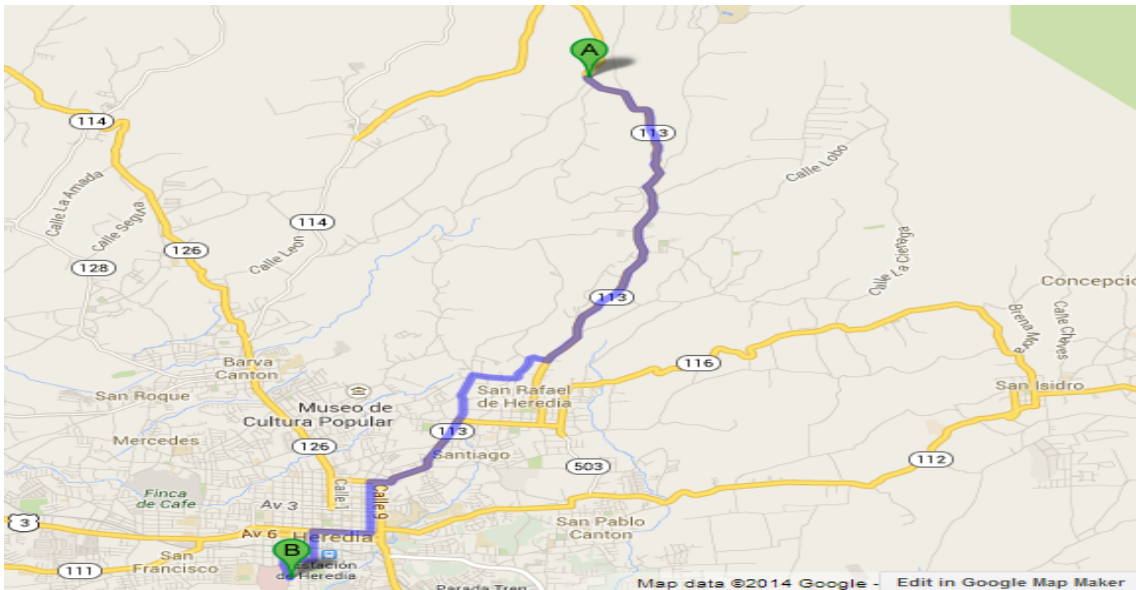 A
114
113
Calle Lobo
Calle La Amada
Calle Segura
114
Calle Leon
126
128
Calle La Cienaga
Concepcio
113
Brena Mora
Calle Chaves
Barva
Canton
116
San Rafael
de Heredia
San Isidro
San Roque
Museo de
Cultura Popular
Mercedes
126
113
Santiago
503
112
Finca
de Cafe
Av 3
Calle 1
Calle 9
3
Av 6
Heredia
San Pablo
Canton
B
San
Francisco
Estación
de Heredia
111
Parada Tren
Map data ©2014 Google - Edit in Google Map Maker